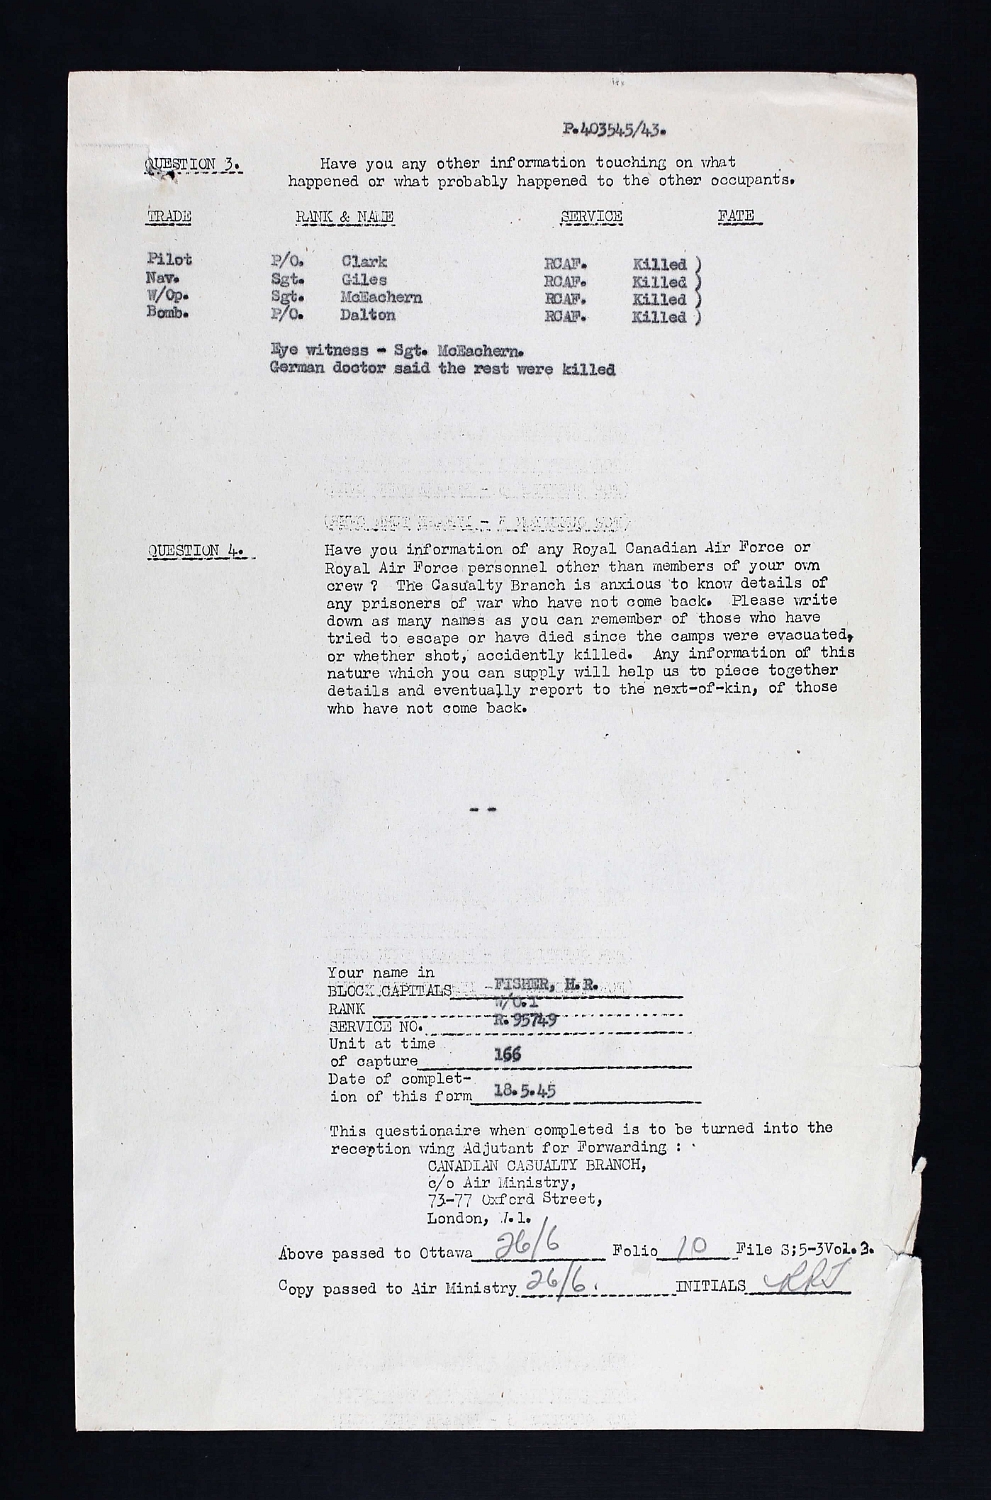 P.403545/43.
QUESTION 3. Have you any other information touching on what
happened or what probably happened to the other occupants.
TRADE RANK & NAME SERVICE FATE
Pilot P/O. Clark RCAF. Killed )
Nav. Sgt. Giles RCAF. Killed )
W/Op. Sgt. McEachern RCAF. Killed )
Bomb. P/O. Dalton RCAF. Killed )
Eye witness - Sgt. McEachern.
German doctor said the rest were killed
QUESTION 4. Have you information of any Royal Canadian Air Force or
Royal Air Force personnel other than members of your own
crew ? The Casualty Branch is anxious to know details of
any prisoners of war who have not come back. Please write
down as many names as you can remember of those who have
tried to escape or have died since the camps were evacuated,
or whether shot, accidently killed. Any information of this
nature which you can supply will help us to piece together
details and eventually report to the next-of-kin, of those
who have not come back.
- -
Your name in
BLOCK CAPITALS FISHER, H.R.
RANK W/O.1
SERVICE NO. R.95749
Unit at time
of capture 166
Date of complet-
ion of this form 18.5.45
This questionaire when completed is to be turned into the
reception wing Adjutant for Forwarding :
CANADIAN CASUALTY BRANCH,
c/o Air Ministry,
73-77 Oxford Street,
London, W.1.
Above passed to Ottawa 26/6 Folio 10 File S;5-3Vol.3.
Copy passed to Air Ministry 26/6. INITIALS